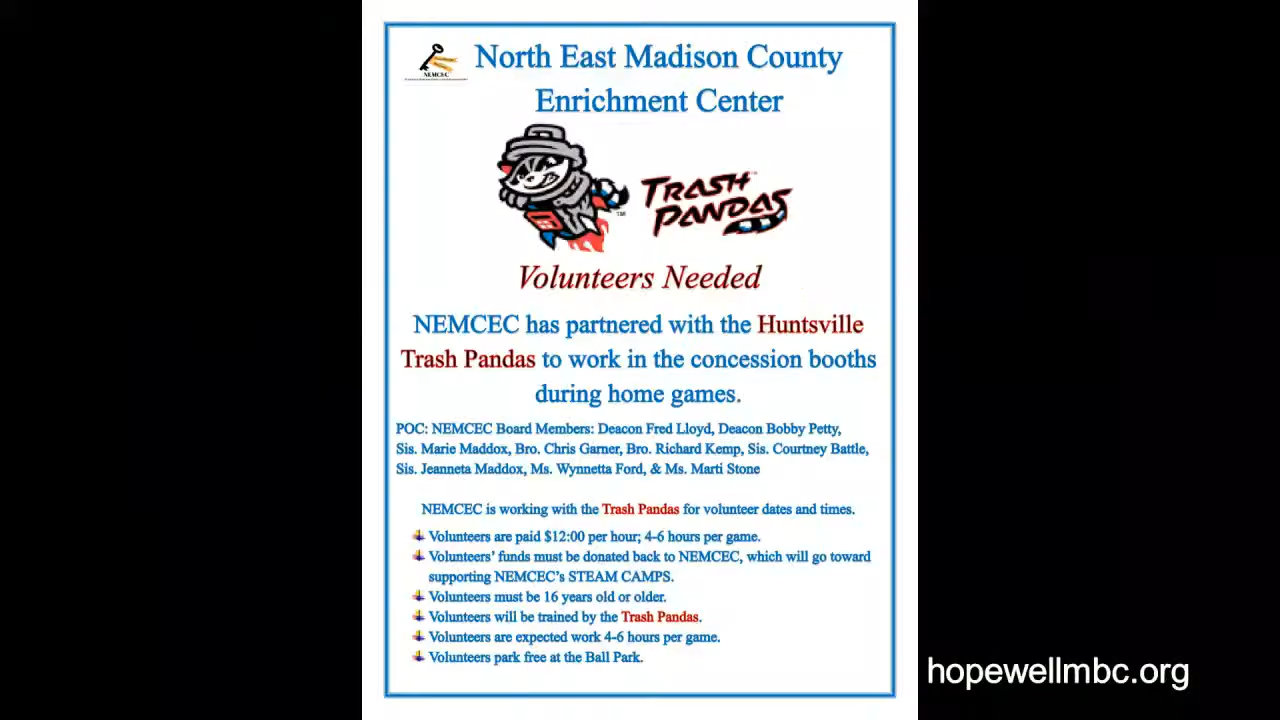 North East Madison County
NEMCEC
Enrichment Center
TRASH
PANDAS
TM
Volunteers Needed
NEMCEC has partnered with the Huntsville
Trash Pandas to work in the concession booths
during home games.
POC: NEMCEC Board Members: Deacon Fred Lloyd, Deacon Bobby Petty,
Sis. Marie Maddox, Bro. Chris Garner, Bro. Richard Kemp, Sis. Courtney Battle,
Sis. Jeanneta Maddox, Ms. Wynnetta Ford, & Ms. Marti Stone
NEMCEC is working with the Trash Pandas for volunteer dates and times.
Volunteers are paid $12:00 per hour; 4-6 hours per game.
Volunteers' funds must be donated back to NEMCEC, which will go toward
supporting NEMCEC's STEAM CAMPS.
Volunteers must be 16 years old or older.
Volunteers will be trained by the Trash Pandas.
Volunteers are expected work 4-6 hours per game.
Volunteers park free at the Ball Park.
hopewellmbc.org